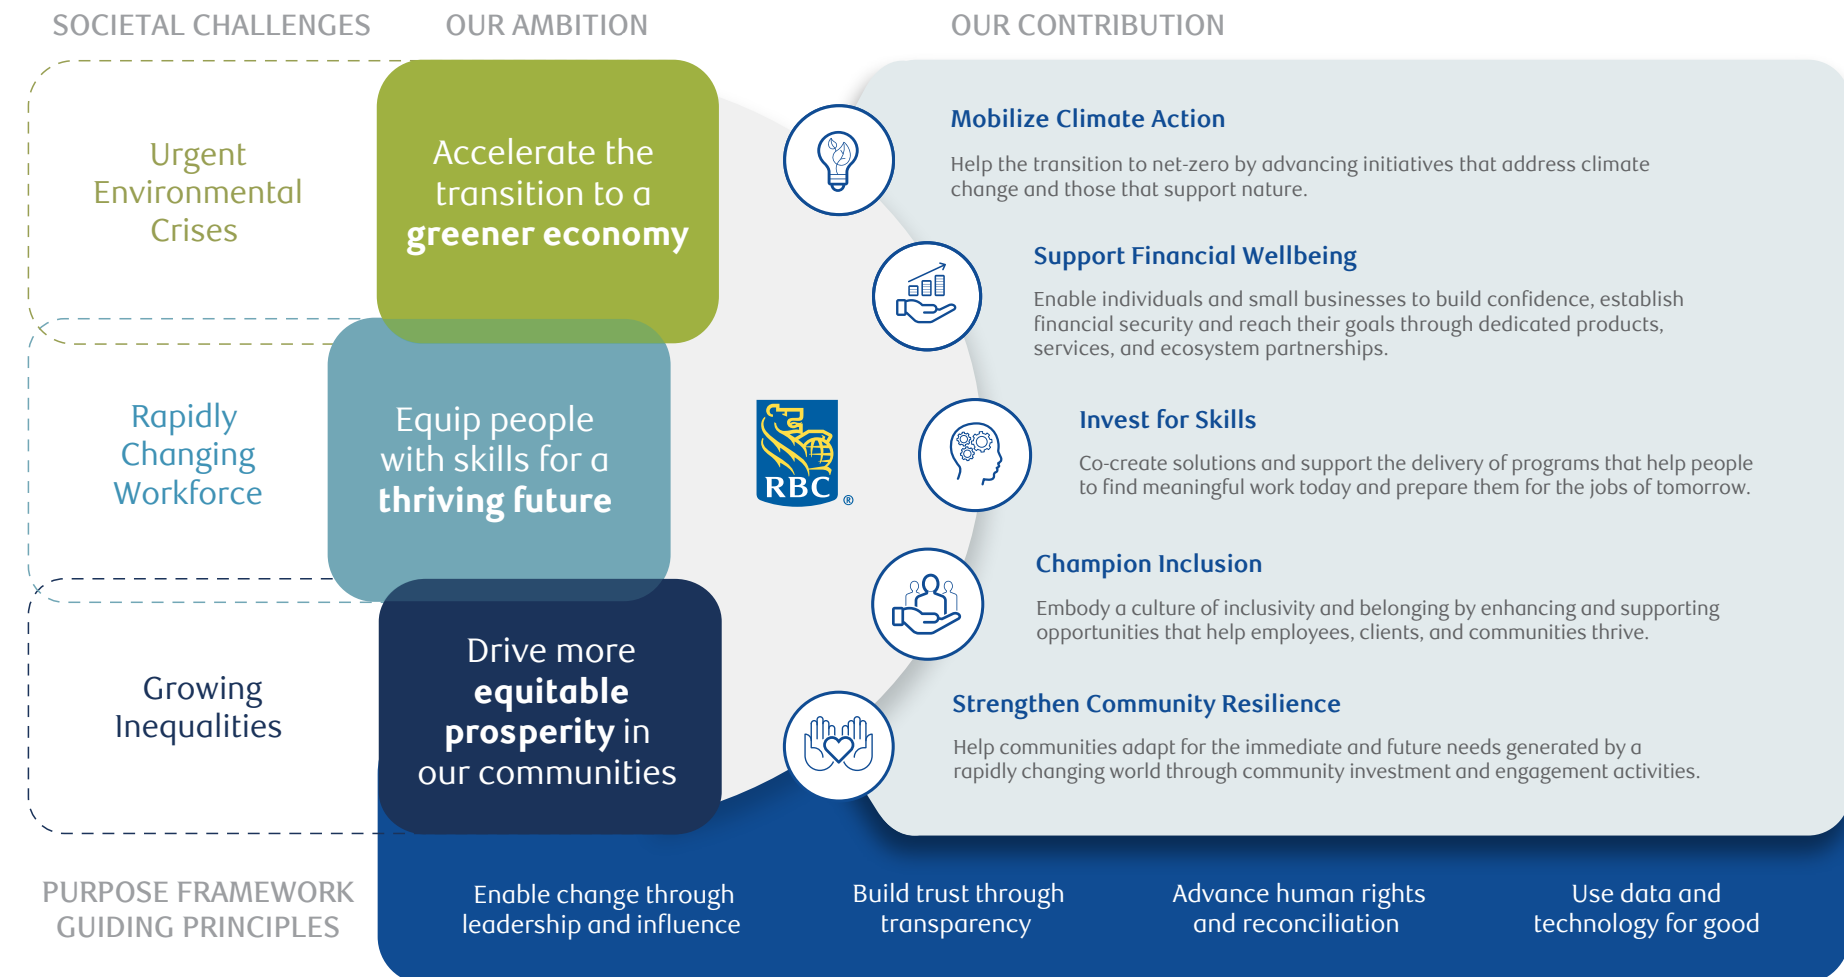 SOCIETAL CHALLENGES
OUR AMBITION
OUR CONTRIBUTION
Urgent
Environmental
Crises
Accelerate the
transition to a
greener economy
Rapidly
Changing
Workforce
Equip people
with skills for a
thriving future
Growing
Inequalities
Drive more
equitable
prosperity in
our communities
RBC ®
Mobilize Climate Action
Help the transition to net-zero by advancing initiatives that address climate
change and those that support nature.
Support Financial Wellbeing
Enable individuals and small businesses to build confidence, establish
financial security and reach their goals through dedicated products,
services, and ecosystem partnerships.
Invest for Skills
Co-create solutions and support the delivery of programs that help people
to find meaningful work today and prepare them for the jobs of tomorrow.
Champion Inclusion
Embody a culture of inclusivity and belonging by enhancing and supporting
opportunities that help employees, clients, and communities thrive.
Strengthen Community Resilience
Help communities adapt for the immediate and future needs generated by a
rapidly changing world through community investment and engagement activities.
PURPOSE FRAMEWORK
GUIDING PRINCIPLES
Enable change through
leadership and influence
Build trust through
transparency
Advance human rights
and reconciliation
Use data and
technology for good